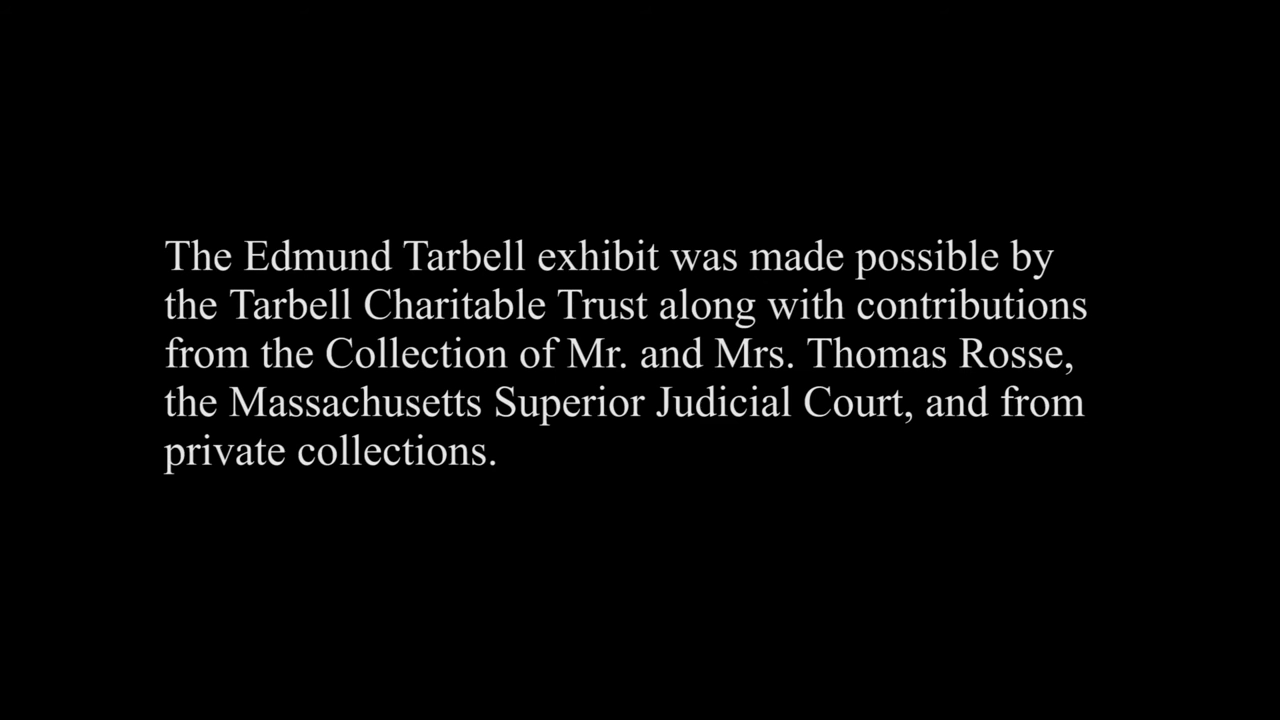 The Edmund Tarbell exhibit was made possible by
the Tarbell Charitable Trust along with contributions
from the Collection of Mr. and Mrs. Thomas Rosse,
the Massachusetts Superior Judicial Court, and from
private collections.